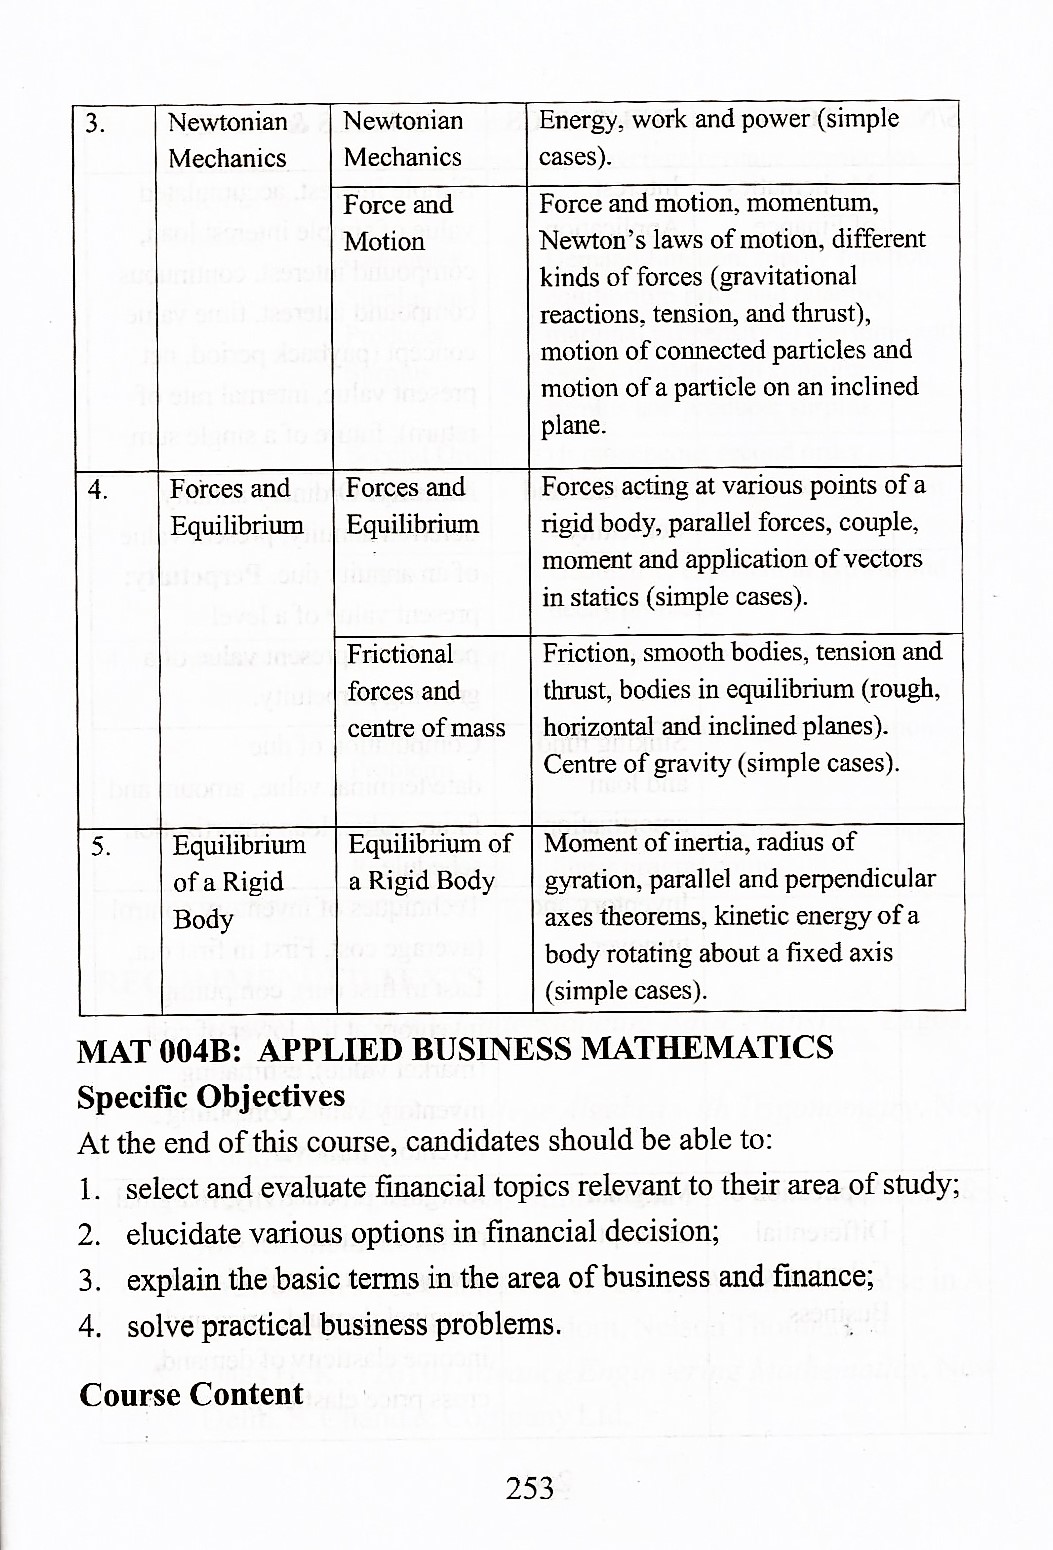 3.
Newtonian
Mechanics
Newtonian
Mechanics
Energy, work and power (simple
cases).
Force and
Motion
Force and motion, momentum,
Newton's laws of motion, different
kinds of forces (gravitational
reactions, tension, and thrust),
motion of connected particles and
motion of a particle on an inclined
plane.
4.
Forces and
Equilibrium
Forces and
Equilibrium
Forces acting at various points of a
rigid body, parallel forces, couple,
moment and application of vectors
in statics (simple cases).
Frictional
forces and
centre of mass
Friction, smooth bodies, tension and
thrust, bodies in equilibrium (rough,
horizontal and inclined planes).
Centre of gravity (simple cases).
5.
Equilibrium
of a Rigid
Body
Equilibrium of
a Rigid Body
Moment of inertia, radius of
gyration, parallel and perpendicular
axes theorems, kinetic energy of a
body rotating about a fixed axis
(simple cases).
MAT 004B: APPLIED BUSINESS MATHEMATICS
Specific Objectives
At the end of this course, candidates should be able to:
1. select and evaluate financial topics relevant to their area of study;
2. elucidate various options in financial decision;
3. explain the basic terms in the area of business and finance;
4. solve practical business problems.
Course Content
253